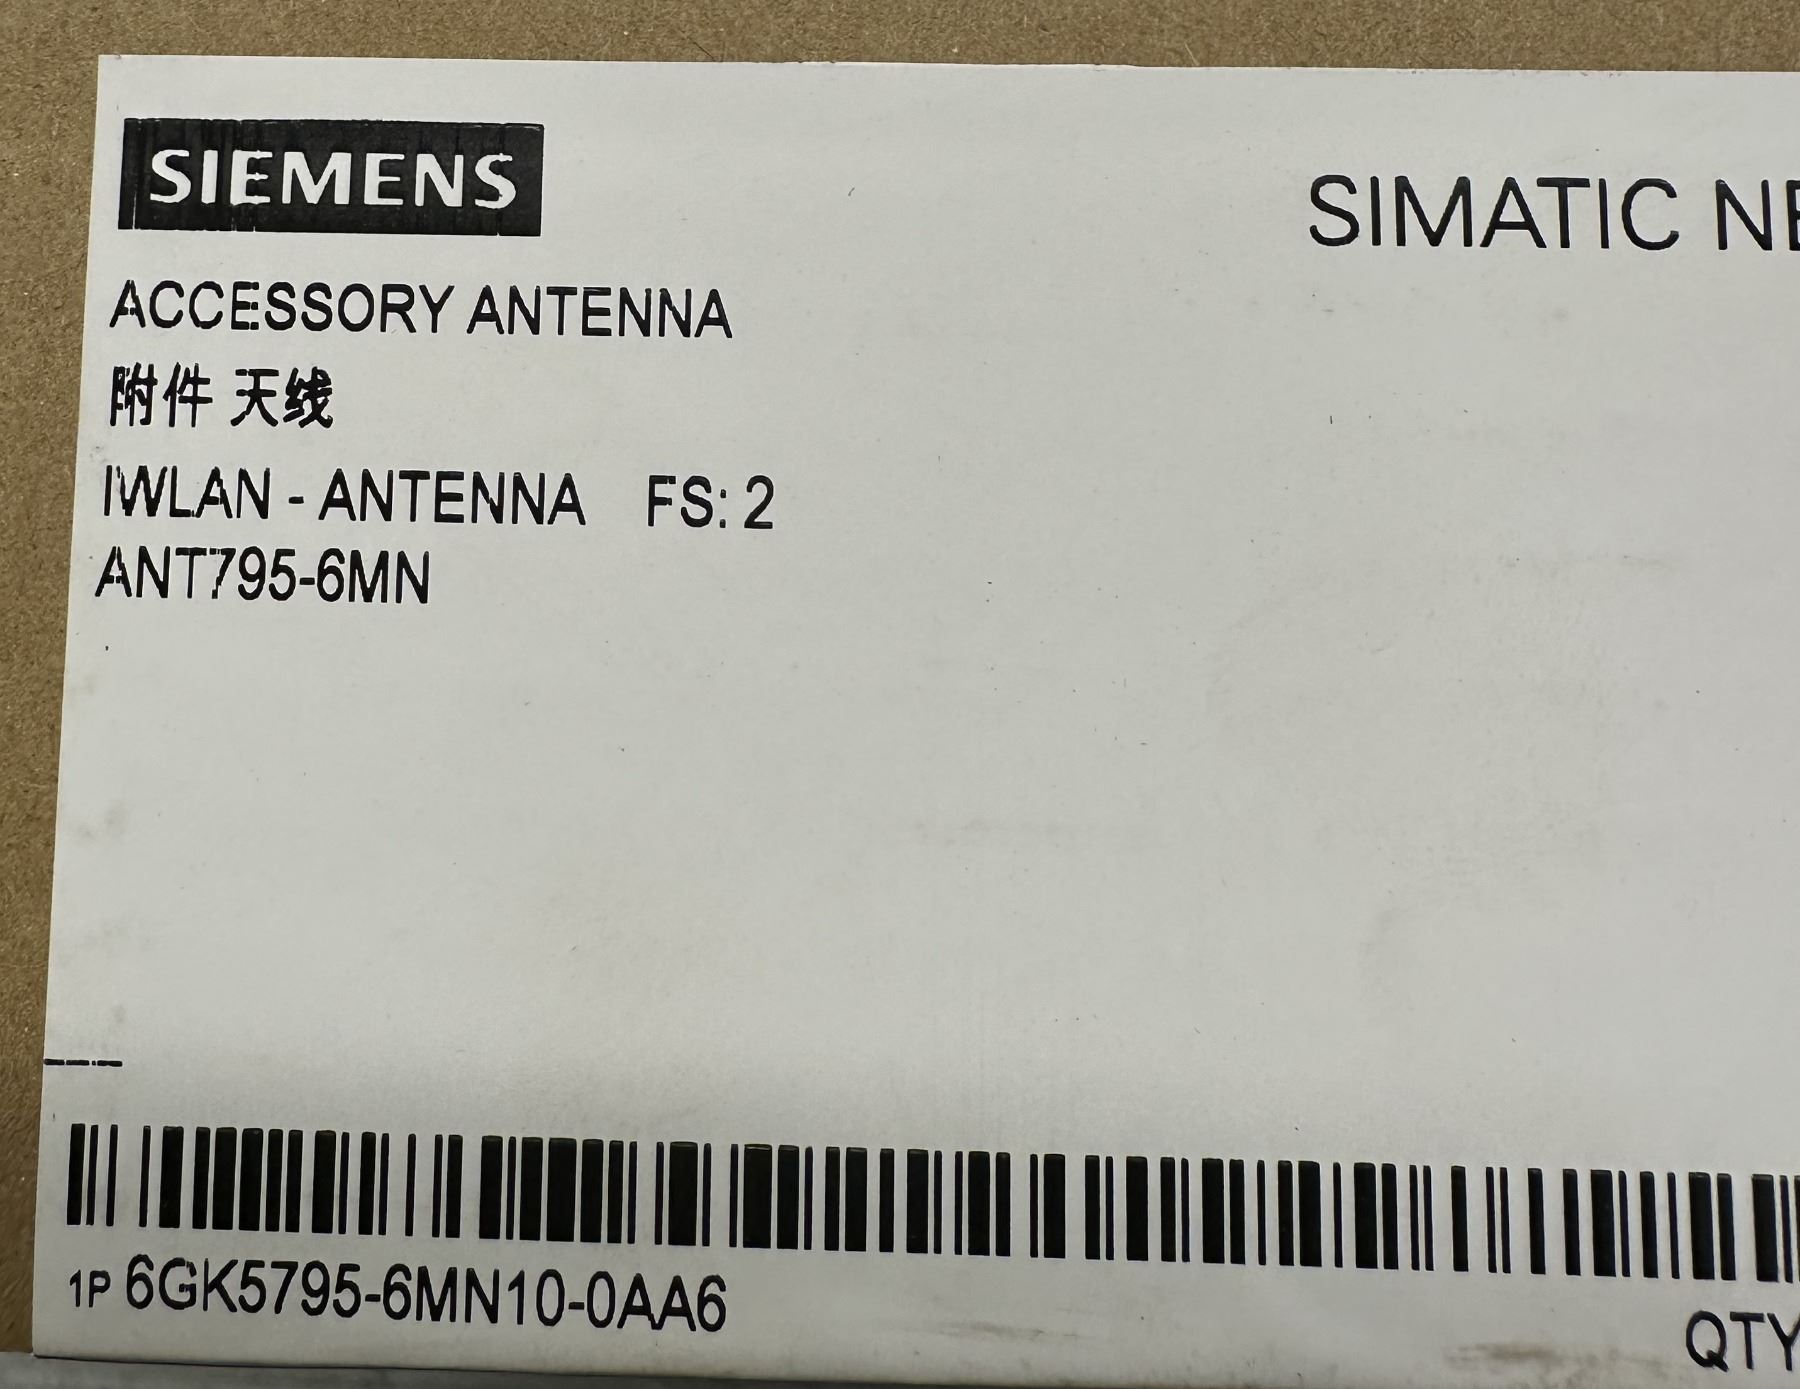 SIEMENS
SIMATIC NE
ACCESSORY ANTENNA
附件 天线
IWLAN - ANTENNA FS: 2
ANT795-6MN
1P 6GK5795-6MN10-0AA6
QTY